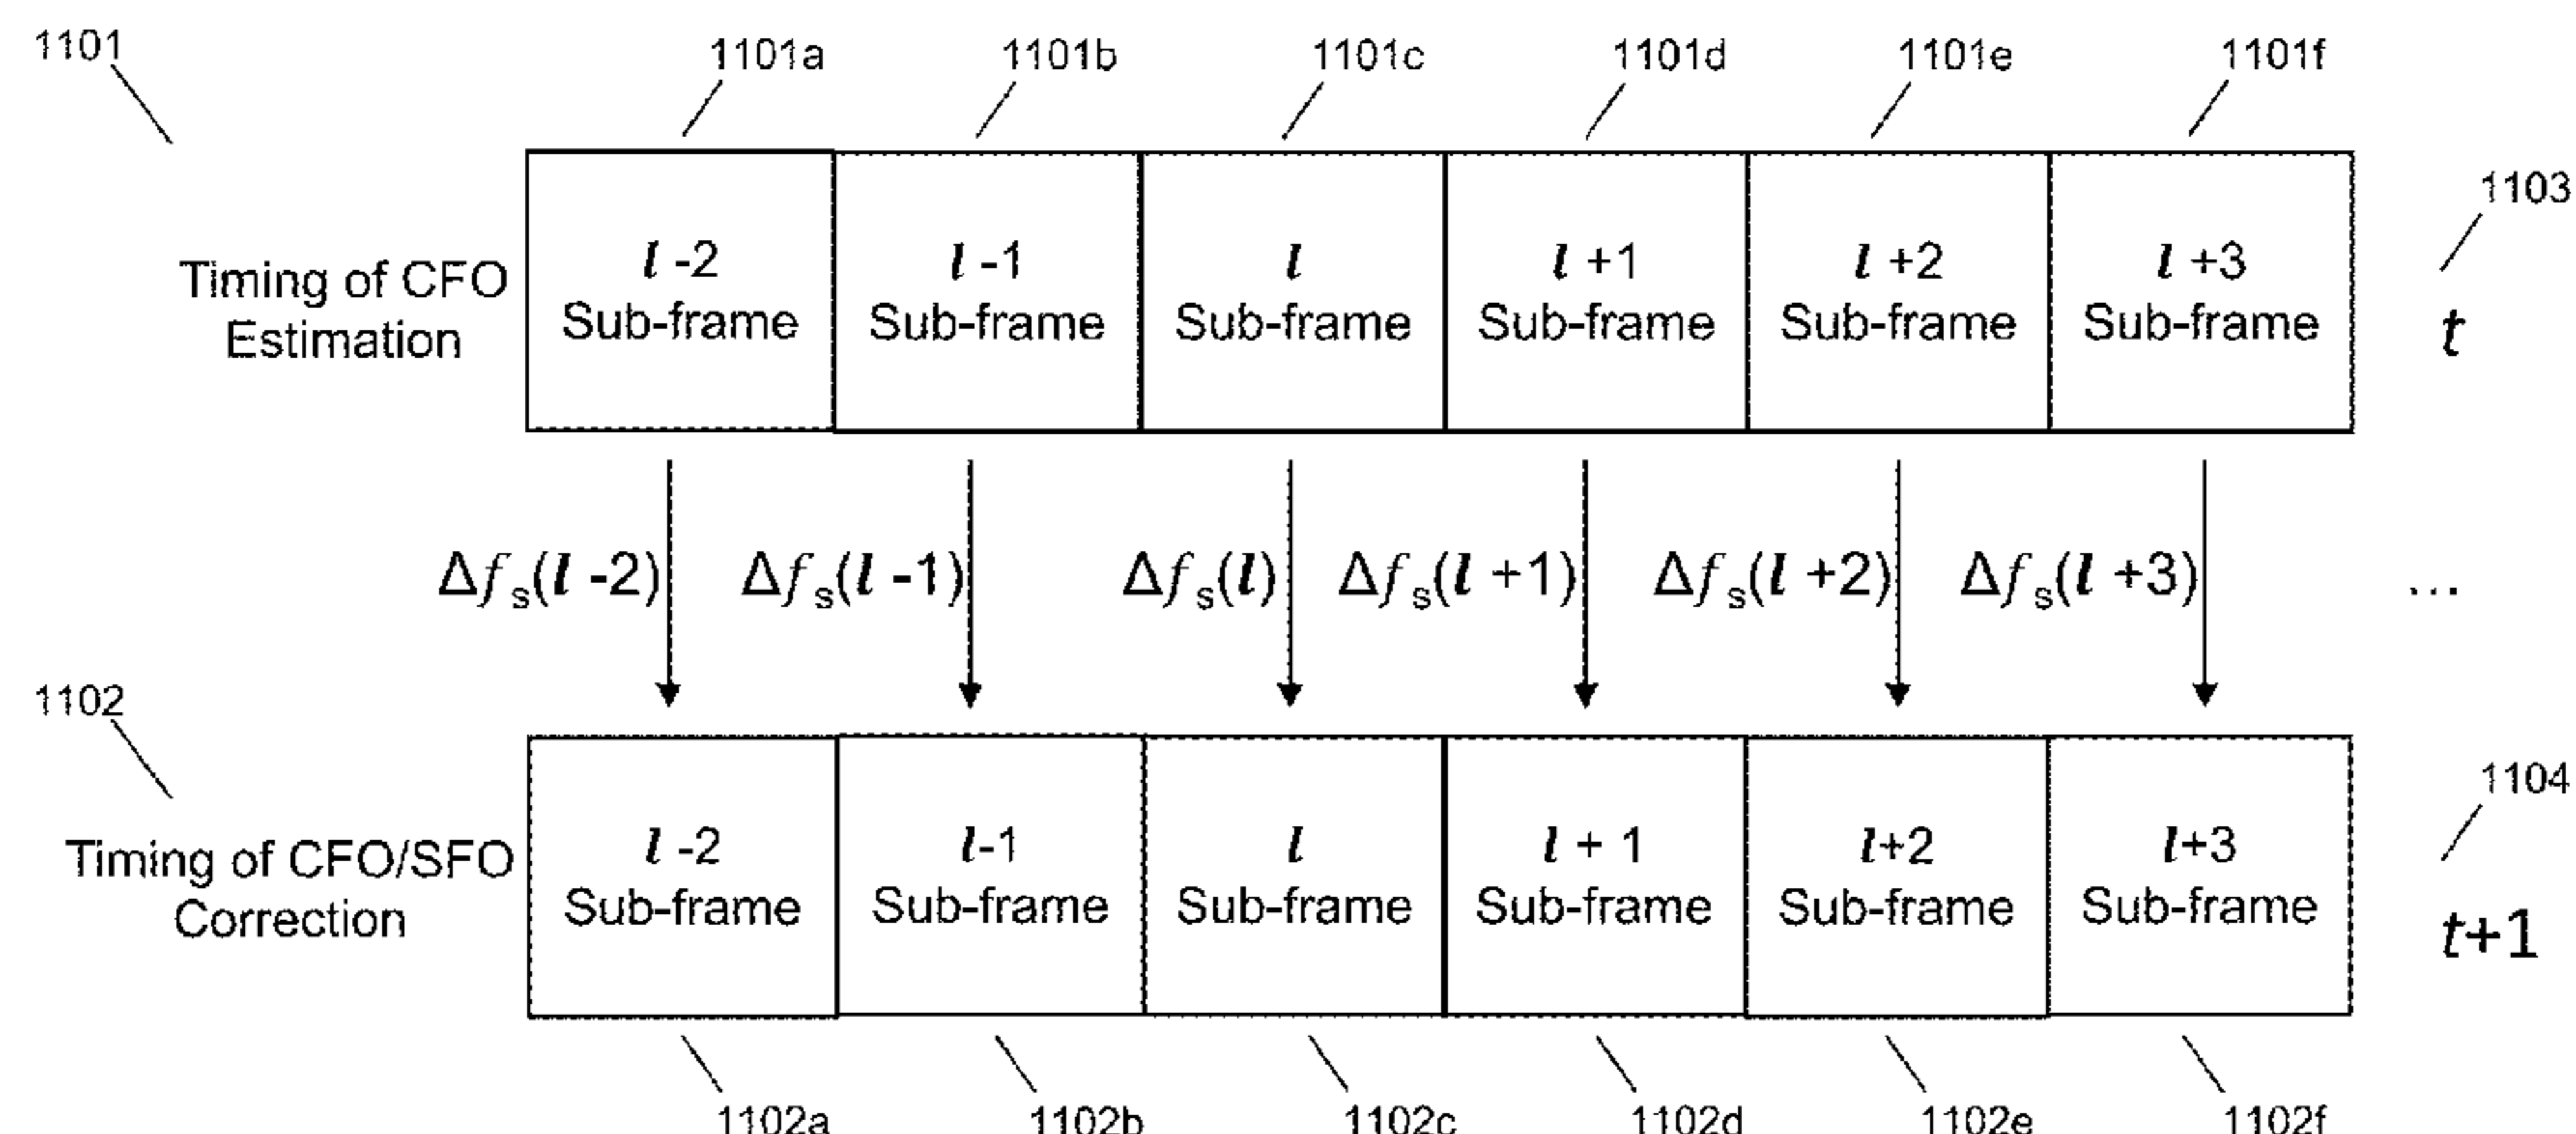 1101
1101a 1101b 1101c 1101d 1101e 1101f
1103
Timing of CFO
Estimation
l -2
Sub-frame
l -1
Sub-frame
l
Sub-frame
l +1
Sub-frame
l +2
Sub-frame
l +3
Sub-frame
t
Δfs(l -2) Δfs(l -1) Δfs(l) Δfs(l +1) Δfs(l +2) Δfs(l +3) ...
1102
1104
Timing of CFO/SFO
Correction
l -2
Sub-frame
l-1
Sub-frame
l
Sub-frame
l + 1
Sub-frame
l+2
Sub-frame
l+3
Sub-frame
t+1
1102a 1102b 1102c 1102d 1102e 1102f